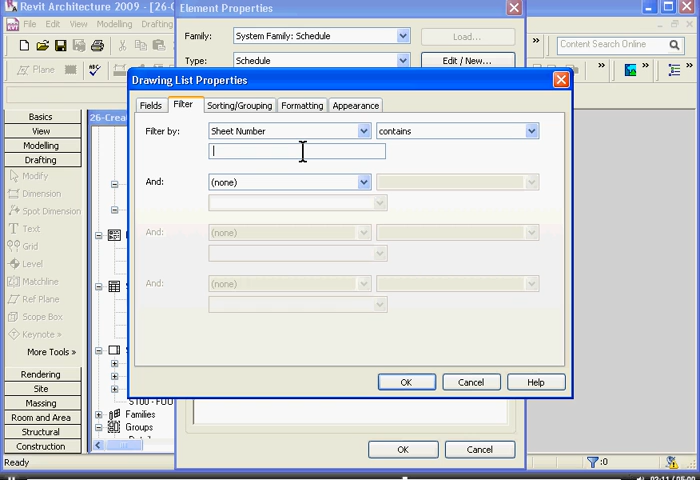 Revit Architecture 2009 - [26-C
Element Properties
File Edit View Modelling Drafting
Family: System Family: Schedule Load...
Type: Schedule Edit / New...
Content Search Online
Plane
Drawing List Properties
Fields Filter Sorting/Grouping Formatting Appearance
Basics
View
Modelling
Drafting
26-Crea
Filter by: Sheet Number contains
Modify
Dimension
Spot Dimension
Text
Grid
Level
Matchline
Ref Plane
Scope Box
Keynote »
More Tools »
And: (none)
And: (none)
And: (none)
OK Cancel Help
Rendering
Site
Massing
Room and Area
Structural
Construction
S100 - FOU
Families
Groups
OK Cancel
Ready
:0